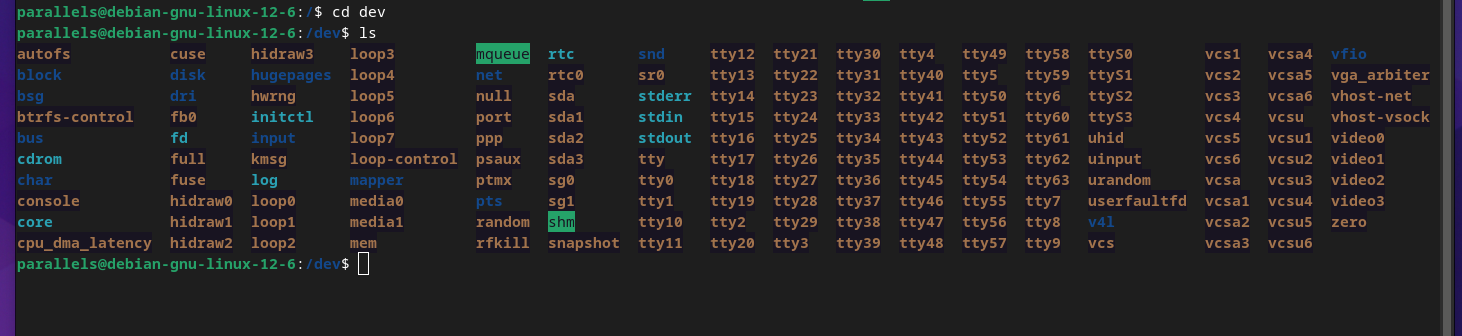 parallels@debian-gnu-linux-12-6:/$ cd dev
parallels@debian-gnu-linux-12-6:/dev$ ls
autofs cuse hidraw3 loop3 mqueue rtc snd tty12 tty21 tty30 tty4 tty49 tty58 ttyS0 vcs1 vcsa4 vfio
block disk hugepages loop4 net rtc0 sr0 tty13 tty22 tty31 tty40 tty5 tty59 ttyS1 vcs2 vcsa5 vga_arbiter
bsg dri hwrng loop5 null sda stderr tty14 tty23 tty32 tty41 tty50 tty6 ttyS2 vcs3 vcsa6 vhost-net
btrfs-control fb0 initctl loop6 port sda1 stdin tty15 tty24 tty33 tty42 tty51 tty60 ttyS3 vcs4 vcsu vhost-vsock
bus fd input loop7 ppp sda2 stdout tty16 tty25 tty34 tty43 tty52 tty61 uhid vcs5 vcsu1 video0
cdrom full kmsg loop-control psaux sda3 tty tty17 tty26 tty35 tty44 tty53 tty62 uinput vcs6 vcsu2 video1
char fuse log mapper ptmx sg0 tty0 tty18 tty27 tty36 tty45 tty54 tty63 urandom vcsa vcsu3 video2
console hidraw0 loop0 media0 pts sg1 tty1 tty19 tty28 tty37 tty46 tty55 tty7 userfaultfd vcsa1 vcsu4 video3
core hidraw1 loop1 media1 random shm tty10 tty2 tty29 tty38 tty47 tty56 tty8 v4l vcsa2 vcsu5 zero
cpu_dma_latency hidraw2 loop2 mem rfkill snapshot tty11 tty20 tty3 tty39 tty48 tty57 tty9 vcs vcsa3 vcsu6
parallels@debian-gnu-linux-12-6:/dev$